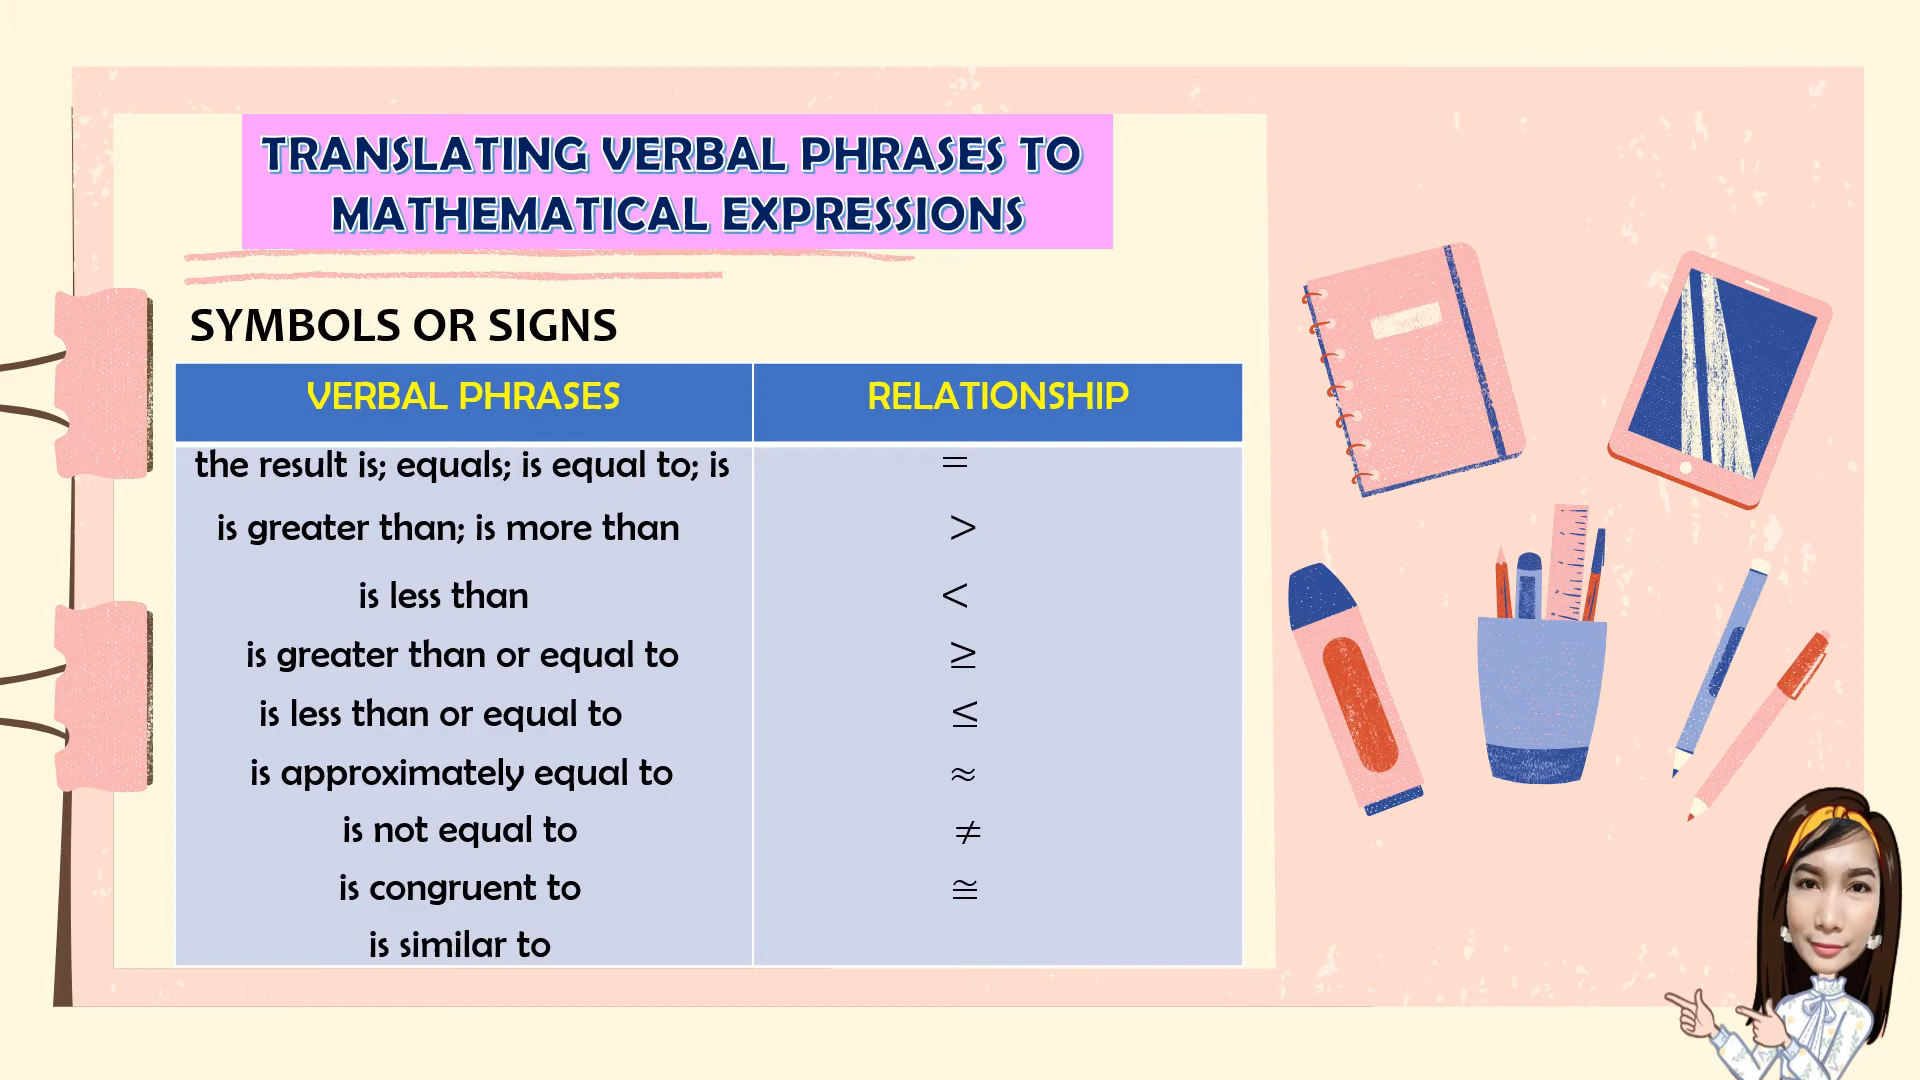 TRANSLATING VERBAL PHRASES TO
MATHEMATICAL EXPRESSIONS
SYMBOLS OR SIGNS
VERBAL PHRASES RELATIONSHIP
the result is; equals; is equal to; is =
is greater than; is more than >
is less than <
is greater than or equal to ≥
is less than or equal to ≤
is approximately equal to ≈
is not equal to ≠
is congruent to ≅
is similar to